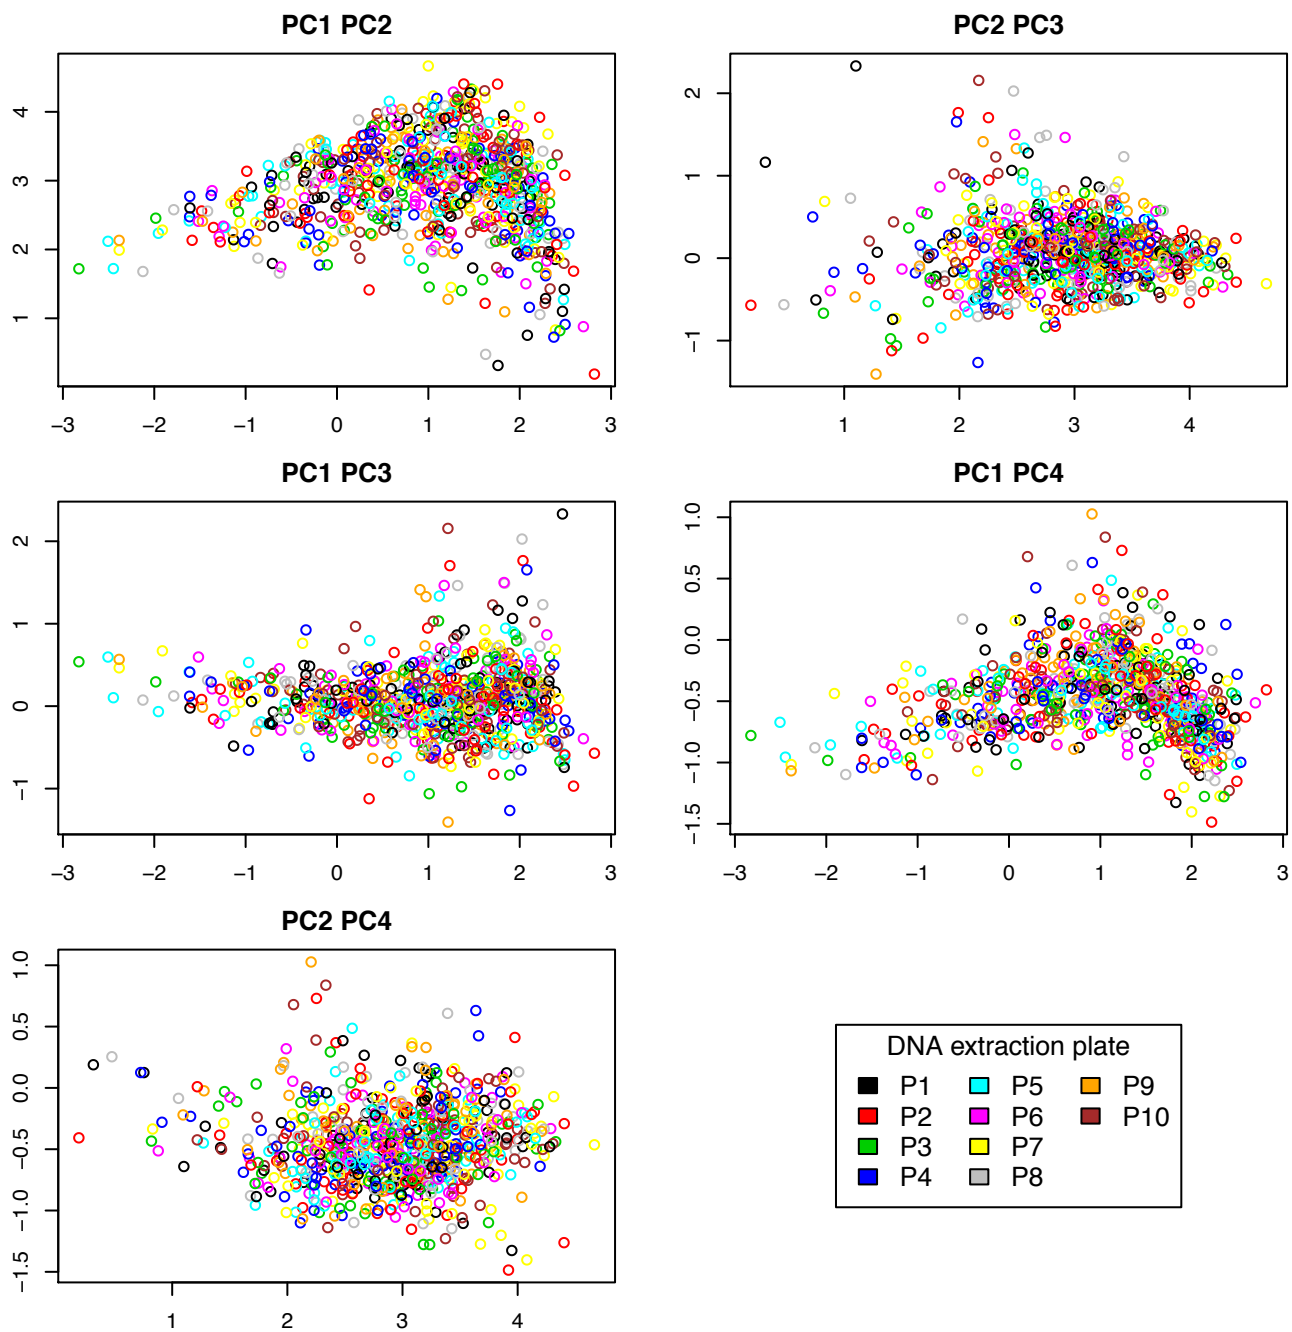 PC1 PC2
4
3
2
1
−3 −2 −1 0 1 2 3
PC2 PC3
2
1
0
−1
1 2 3 4
PC1 PC3
2
1
0
−1
−3 −2 −1 0 1 2 3
PC1 PC4
1.0
0.5
0.0
−0.5
−1.0
−1.5
−3 −2 −1 0 1 2 3
PC2 PC4
1.0
0.5
0.0
−0.5
−1.0
−1.5
1 2 3 4
DNA extraction plate
P1 P5 P9
P2 P6 P10
P3 P7
P4 P8